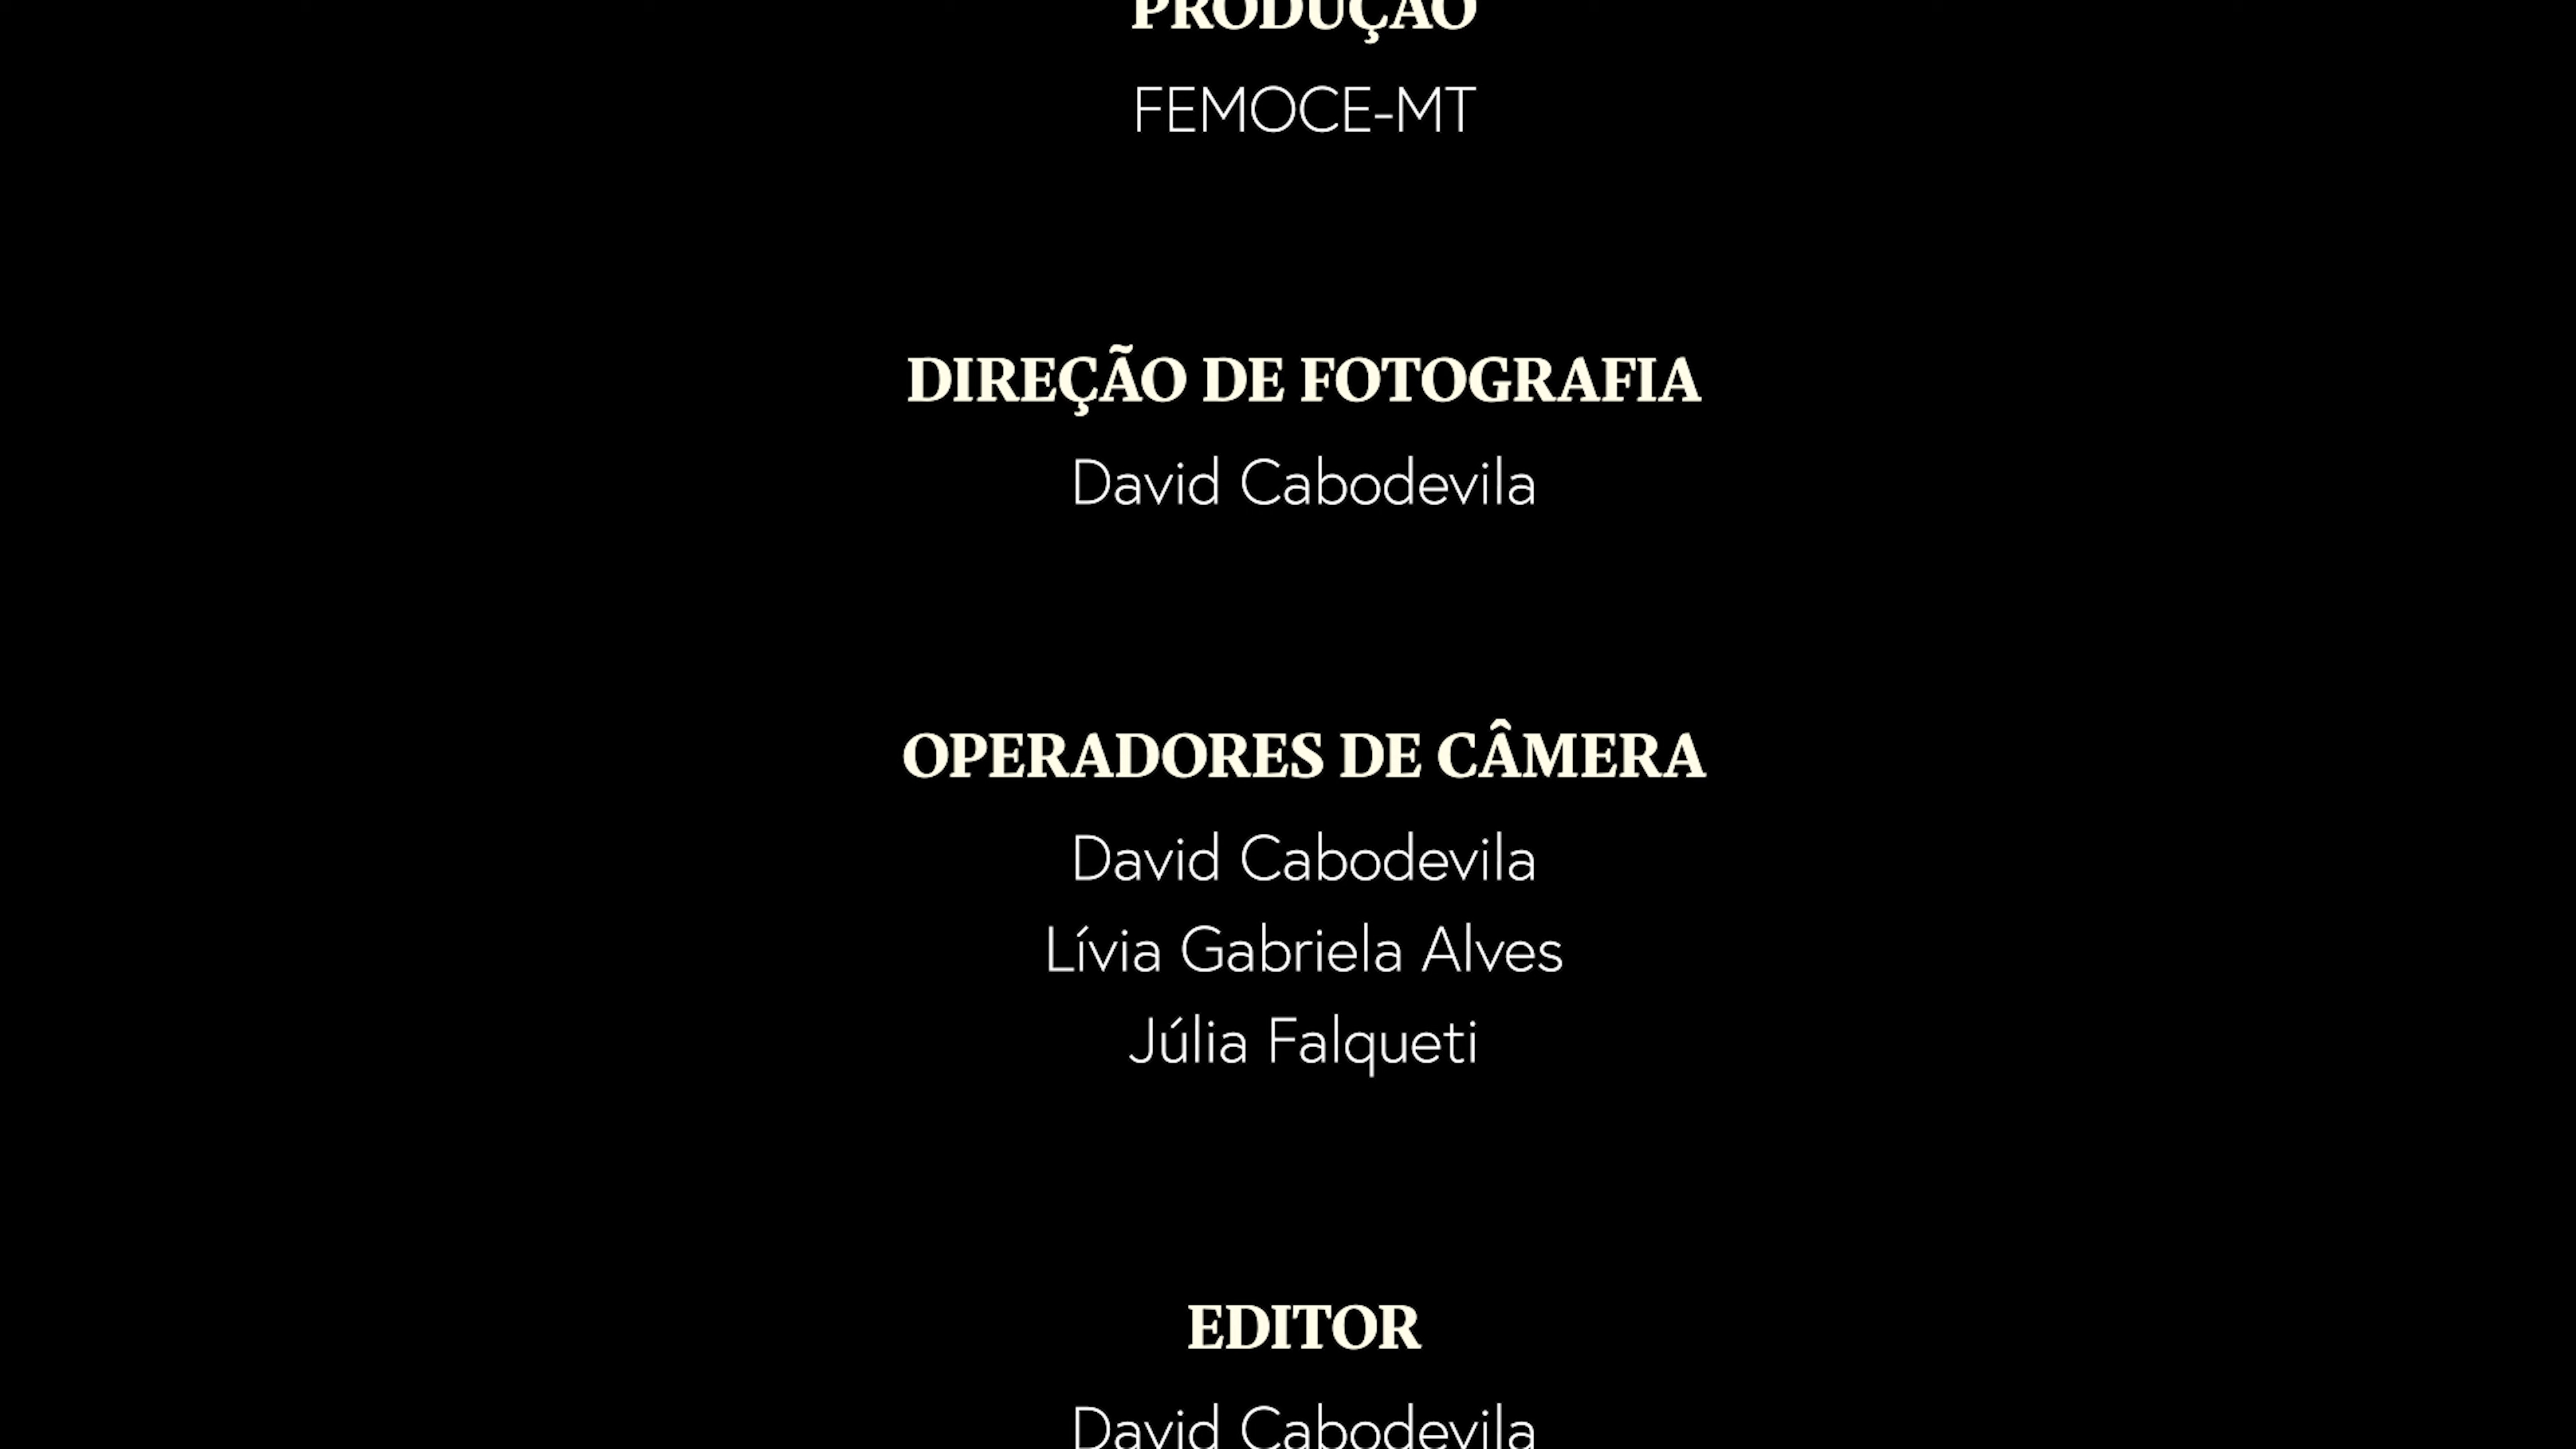 PRODUÇÃO
FEMOCE-MT
DIREÇÃO DE FOTOGRAFIA
David Cabodevila
OPERADORES DE CÂMERA
David Cabodevila
Lívia Gabriela Alves
Júlia Falqueti
EDITOR
David Cabodevila